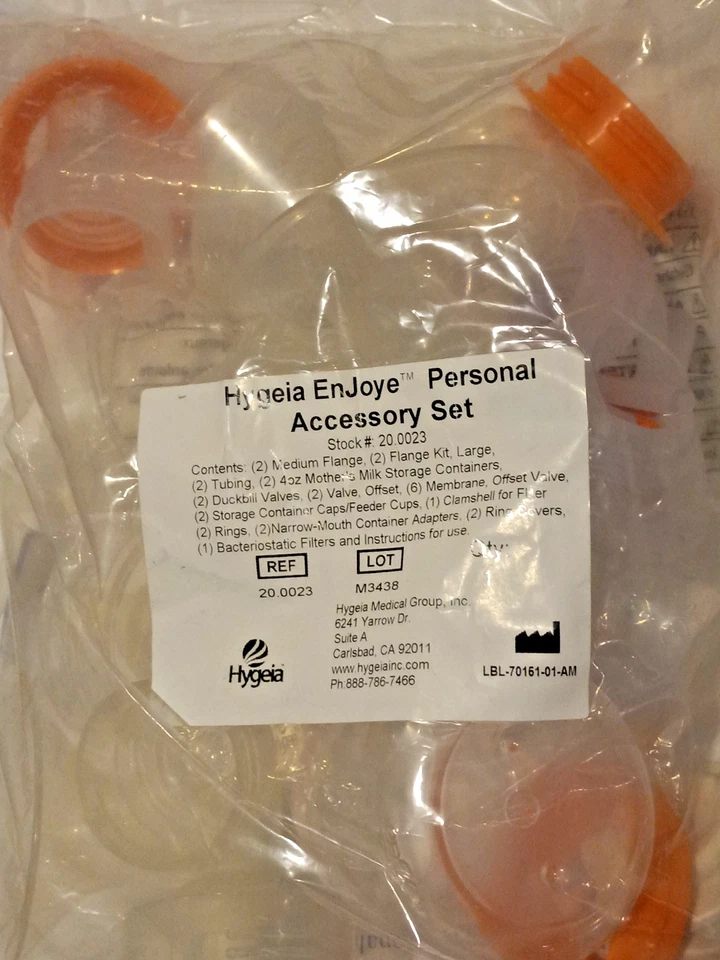 Hygeia EnJoye™ Personal
Accessory Set
Stock#: 20.0023
Contents: (2) Medium Flange, (2) Flange Kit, Large,
(2) Tubing, (2) 4oz Mother's Milk Storage Containers,
(2) Duckbill Valves, (2) Valve, Offset, (6) Membrane, Offset Valve,
(2) Storage Container Caps/Feeder Cups, (1) Clamshell for Filter
(2) Rings, (2)Narrow-Mouth Container Adapters, (2) Ring Covers,
(1) Bacteriostatic Filters and Instructions for use.
Qty:
REF LOT
20.0023 M3438
Hygeia Medical Group, Inc.
6241 Yarrow Dr.
Suite A
Carlsbad, CA 92011
www.hygeiainc.com
Ph.888-786-7466
Hygeia
LBL-70161-01-AM